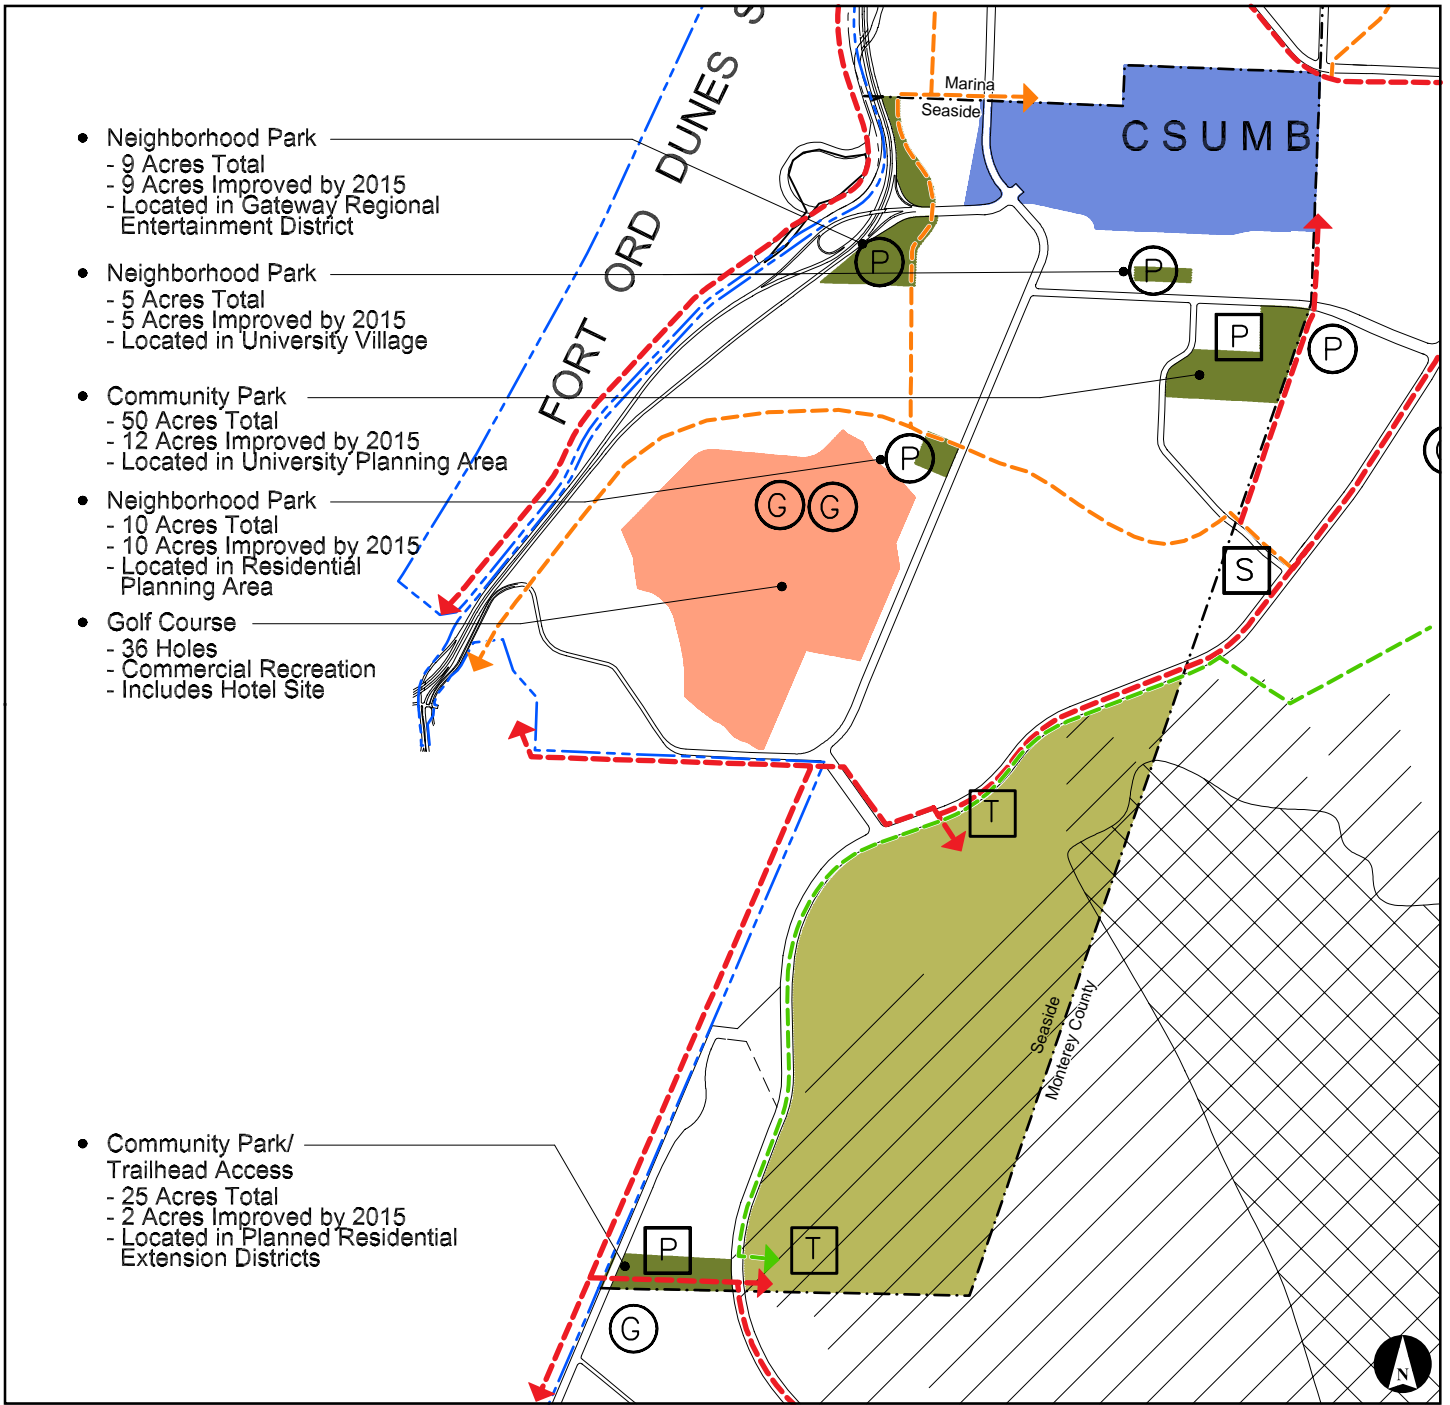 FORT ORD DUNES S
Marina
Seaside
CSUMB
• Neighborhood Park
- 9 Acres Total
- 9 Acres Improved by 2015
- Located in Gateway Regional
Entertainment District
• Neighborhood Park
- 5 Acres Total
- 5 Acres Improved by 2015
- Located in University Village
• Community Park
- 50 Acres Total
- 12 Acres Improved by 2015
- Located in University Planning Area
• Neighborhood Park
- 10 Acres Total
- 10 Acres Improved by 2015
- Located in Residential
Planning Area
• Golf Course
- 36 Holes
- Commercial Recreation
- Includes Hotel Site
P
P
P
P
P
G G
S
T
Seaside
Monterey County
• Community Park/
Trailhead Access
- 25 Acres Total
- 2 Acres Improved by 2015
- Located in Planned Residential
Extension Districts
P
T
G
N